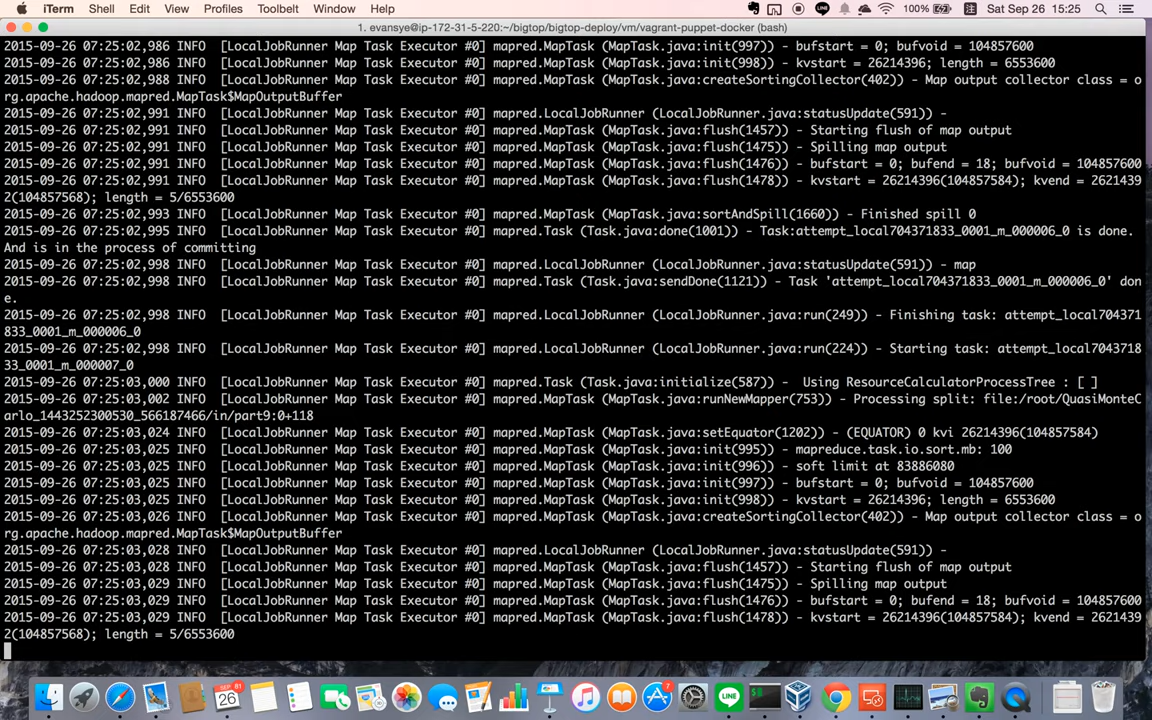 iTerm Shell Edit View Profiles Toolbelt Window Help 100% Sat Sep 26 15:25
1. evansye@ip-172-31-5-220:~/bigtop/bigtop-deploy/vm/vagrant-puppet-docker (bash)
2015-09-26 07:25:02,986 INFO  [LocalJobRunner Map Task Executor #0] mapred.MapTask (MapTask.java:init(997)) - bufstart = 0; bufvoid = 104857600
2015-09-26 07:25:02,986 INFO  [LocalJobRunner Map Task Executor #0] mapred.MapTask (MapTask.java:init(998)) - kvstart = 26214396; length = 6553600
2015-09-26 07:25:02,988 INFO  [LocalJobRunner Map Task Executor #0] mapred.MapTask (MapTask.java:createSortingCollector(402)) - Map output collector class = o
rg.apache.hadoop.mapred.MapTask$MapOutputBuffer
2015-09-26 07:25:02,991 INFO  [LocalJobRunner Map Task Executor #0] mapred.LocalJobRunner (LocalJobRunner.java:statusUpdate(591)) -
2015-09-26 07:25:02,991 INFO  [LocalJobRunner Map Task Executor #0] mapred.MapTask (MapTask.java:flush(1457)) - Starting flush of map output
2015-09-26 07:25:02,991 INFO  [LocalJobRunner Map Task Executor #0] mapred.MapTask (MapTask.java:flush(1475)) - Spilling map output
2015-09-26 07:25:02,991 INFO  [LocalJobRunner Map Task Executor #0] mapred.MapTask (MapTask.java:flush(1476)) - bufstart = 0; bufend = 18; bufvoid = 104857600
2015-09-26 07:25:02,991 INFO  [LocalJobRunner Map Task Executor #0] mapred.MapTask (MapTask.java:flush(1478)) - kvstart = 26214396(104857584); kvend = 2621439
2(104857568); length = 5/6553600
2015-09-26 07:25:02,993 INFO  [LocalJobRunner Map Task Executor #0] mapred.MapTask (MapTask.java:sortAndSpill(1660)) - Finished spill 0
2015-09-26 07:25:02,995 INFO  [LocalJobRunner Map Task Executor #0] mapred.Task (Task.java:done(1001)) - Task:attempt_local704371833_0001_m_000006_0 is done.
And is in the process of committing
2015-09-26 07:25:02,998 INFO  [LocalJobRunner Map Task Executor #0] mapred.LocalJobRunner (LocalJobRunner.java:statusUpdate(591)) - map
2015-09-26 07:25:02,998 INFO  [LocalJobRunner Map Task Executor #0] mapred.Task (Task.java:sendDone(1121)) - Task 'attempt_local704371833_0001_m_000006_0' don
e.
2015-09-26 07:25:02,998 INFO  [LocalJobRunner Map Task Executor #0] mapred.LocalJobRunner (LocalJobRunner.java:run(249)) - Finishing task: attempt_local704371
833_0001_m_000006_0
2015-09-26 07:25:02,998 INFO  [LocalJobRunner Map Task Executor #0] mapred.LocalJobRunner (LocalJobRunner.java:run(224)) - Starting task: attempt_local7043718
33_0001_m_000007_0
2015-09-26 07:25:03,000 INFO  [LocalJobRunner Map Task Executor #0] mapred.Task (Task.java:initialize(587)) -  Using ResourceCalculatorProcessTree : [ ]
2015-09-26 07:25:03,002 INFO  [LocalJobRunner Map Task Executor #0] mapred.MapTask (MapTask.java:runNewMapper(753)) - Processing split: file:/root/QuasiMonteC
arlo_1443252300530_566187466/in/part9:0+118
2015-09-26 07:25:03,024 INFO  [LocalJobRunner Map Task Executor #0] mapred.MapTask (MapTask.java:setEquator(1202)) - (EQUATOR) 0 kvi 26214396(104857584)
2015-09-26 07:25:03,025 INFO  [LocalJobRunner Map Task Executor #0] mapred.MapTask (MapTask.java:init(995)) - mapreduce.task.io.sort.mb: 100
2015-09-26 07:25:03,025 INFO  [LocalJobRunner Map Task Executor #0] mapred.MapTask (MapTask.java:init(996)) - soft limit at 83886080
2015-09-26 07:25:03,025 INFO  [LocalJobRunner Map Task Executor #0] mapred.MapTask (MapTask.java:init(997)) - bufstart = 0; bufvoid = 104857600
2015-09-26 07:25:03,025 INFO  [LocalJobRunner Map Task Executor #0] mapred.MapTask (MapTask.java:init(998)) - kvstart = 26214396; length = 6553600
2015-09-26 07:25:03,026 INFO  [LocalJobRunner Map Task Executor #0] mapred.MapTask (MapTask.java:createSortingCollector(402)) - Map output collector class = o
rg.apache.hadoop.mapred.MapTask$MapOutputBuffer
2015-09-26 07:25:03,028 INFO  [LocalJobRunner Map Task Executor #0] mapred.LocalJobRunner (LocalJobRunner.java:statusUpdate(591)) -
2015-09-26 07:25:03,028 INFO  [LocalJobRunner Map Task Executor #0] mapred.MapTask (MapTask.java:flush(1457)) - Starting flush of map output
2015-09-26 07:25:03,029 INFO  [LocalJobRunner Map Task Executor #0] mapred.MapTask (MapTask.java:flush(1475)) - Spilling map output
2015-09-26 07:25:03,029 INFO  [LocalJobRunner Map Task Executor #0] mapred.MapTask (MapTask.java:flush(1476)) - bufstart = 0; bufend = 18; bufvoid = 104857600
2015-09-26 07:25:03,029 INFO  [LocalJobRunner Map Task Executor #0] mapred.MapTask (MapTask.java:flush(1478)) - kvstart = 26214396(104857584); kvend = 2621439
2(104857568); length = 5/6553600
26
LINE